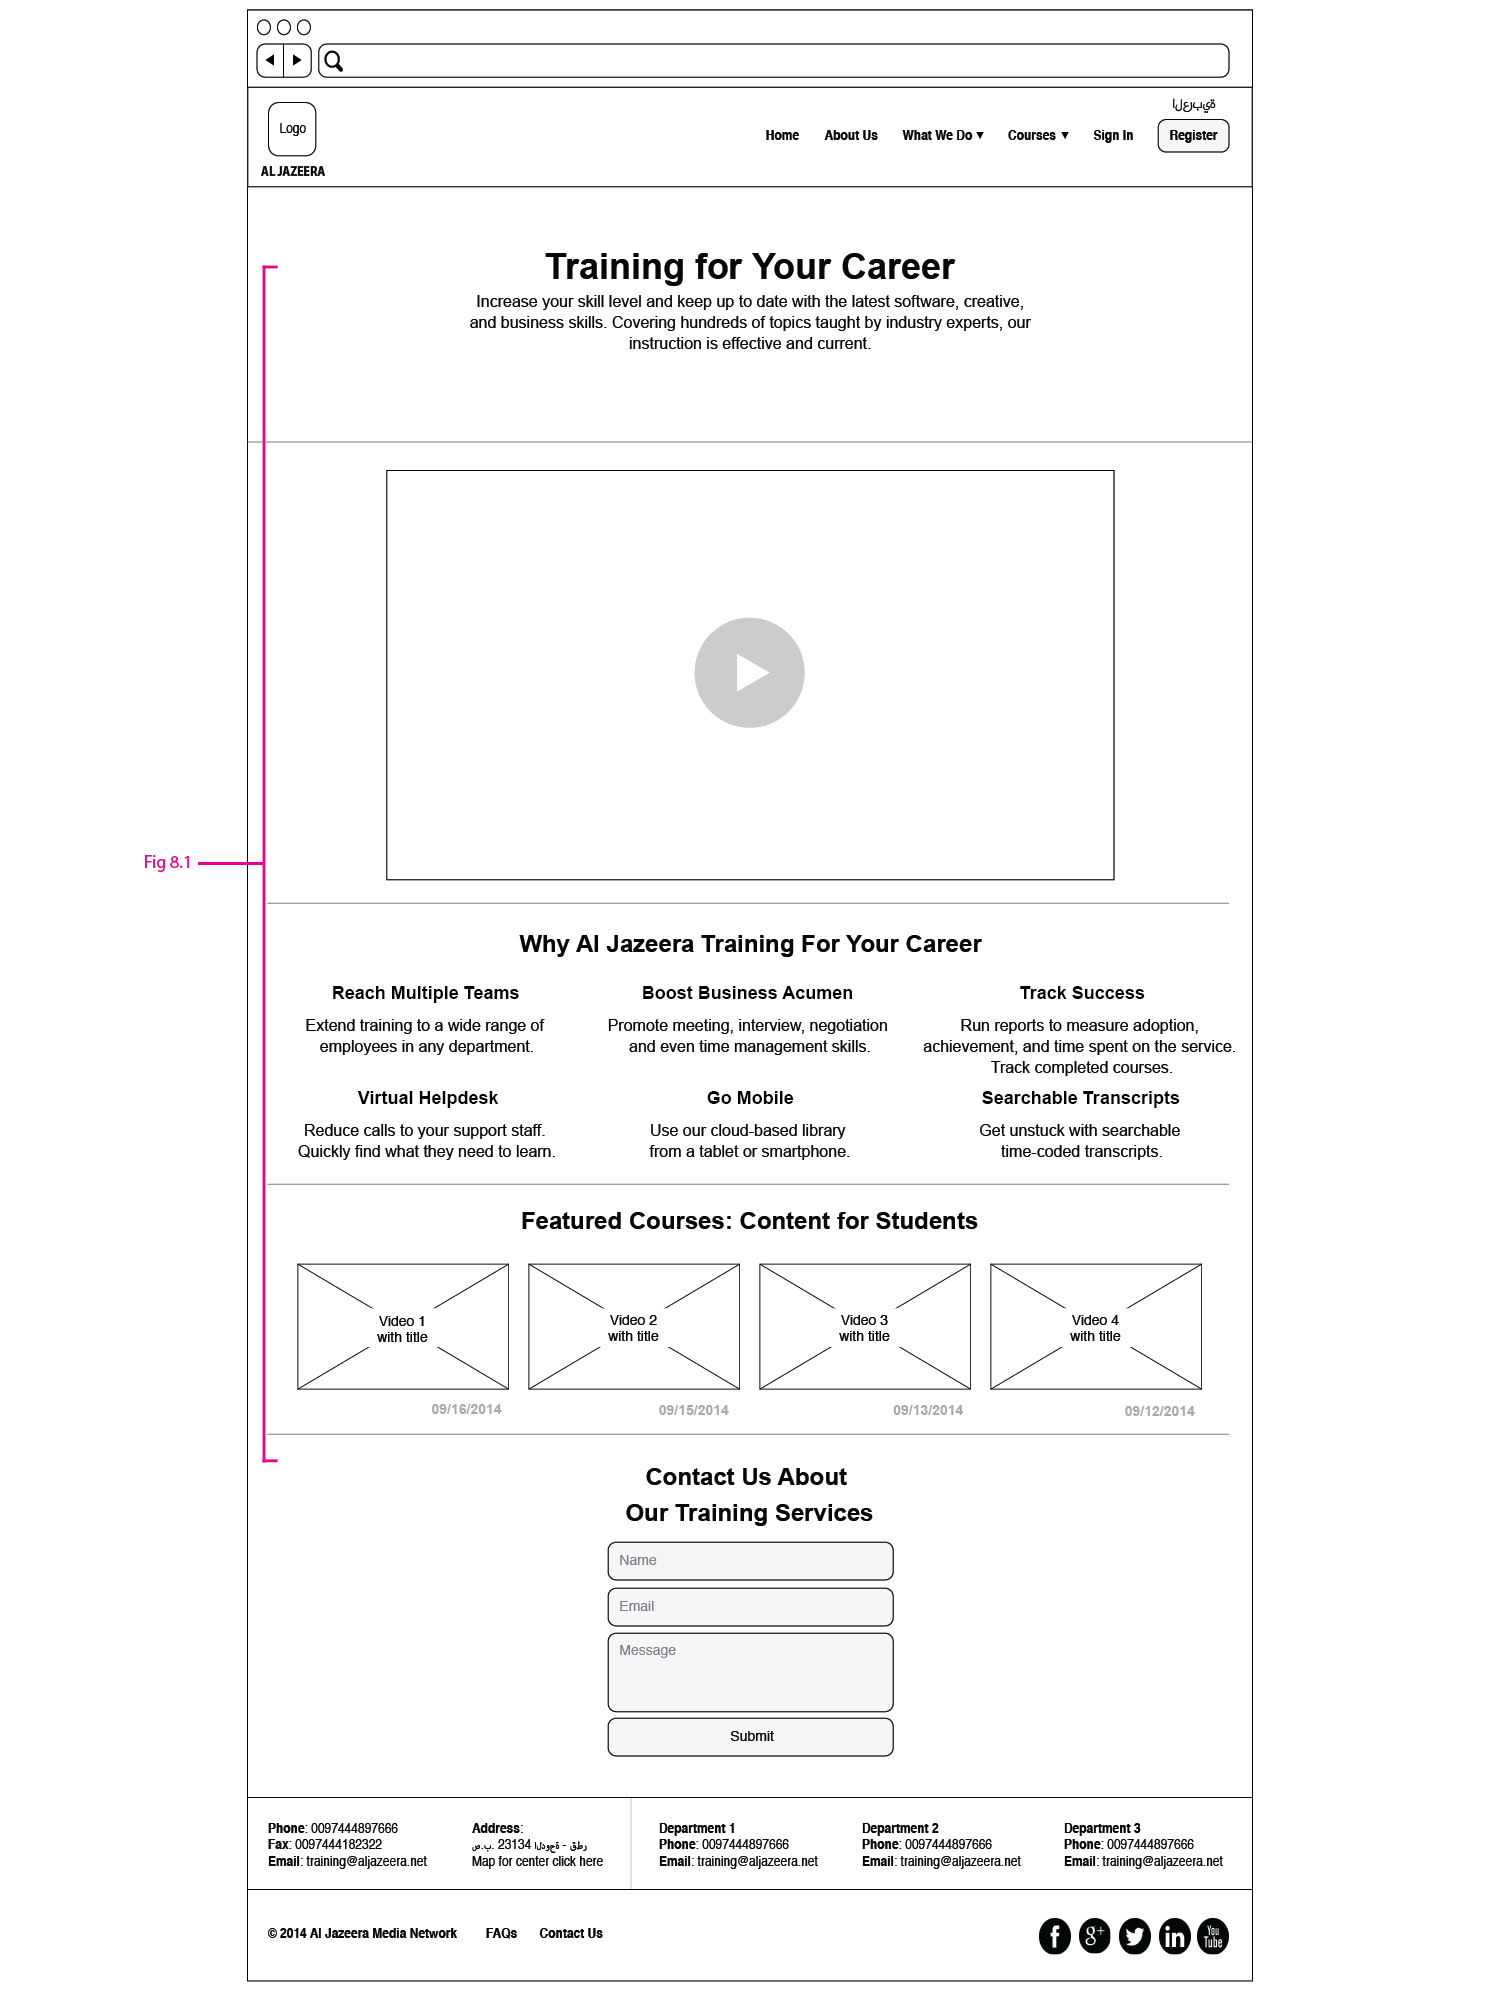 العربية
Logo
AL JAZEERA
Home About Us What We Do Courses Sign In Register
Training for Your Career
Increase your skill level and keep up to date with the latest software, creative,
and business skills. Covering hundreds of topics taught by industry experts, our
instruction is effective and current.
Fig 8.1
Why Al Jazeera Training For Your Career
Reach Multiple Teams
Extend training to a wide range of
employees in any department.
Boost Business Acumen
Promote meeting, interview, negotiation
and even time management skills.
Track Success
Run reports to measure adoption,
achievement, and time spent on the service.
Track completed courses.
Virtual Helpdesk
Reduce calls to your support staff.
Quickly find what they need to learn.
Go Mobile
Use our cloud-based library
from a tablet or smartphone.
Searchable Transcripts
Get unstuck with searchable
time-coded transcripts.
Featured Courses: Content for Students
Video 1
with title
09/16/2014
Video 2
with title
09/15/2014
Video 3
with title
09/13/2014
Video 4
with title
09/12/2014
Contact Us About
Our Training Services
Name
Email
Message
Submit
Phone: 0097444897666
Fax: 0097444182322
Email: training@aljazeera.net
Address:
ص.ب. 23134 الدوحة - قطر
Map for center click here
Department 1
Phone: 0097444897666
Email: training@aljazeera.net
Department 2
Phone: 0097444897666
Email: training@aljazeera.net
Department 3
Phone: 0097444897666
Email: training@aljazeera.net
© 2014 Al Jazeera Media Network FAQs Contact Us
f g+ in You Tube